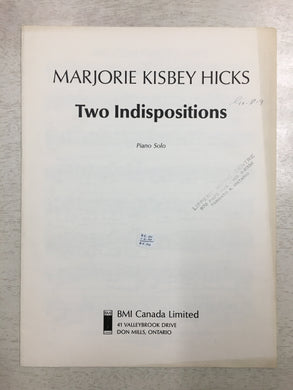 MARJORIE KISBEY HICKS
Two Indispositions
Piano Solo
BMI Canada Limited
41 VALLEYBROOK DRIVE
DON MILLS, ONTARIO